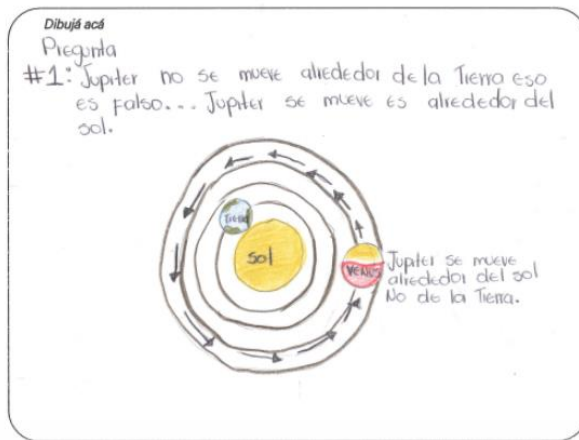 Dibujá acá
Pregunta
#1: Jupiter no se mueve alrededor de la Tierra eso
es falso... Jupiter se mueve es alrededor del
sol.
Tierra
sol
VENUS
Jupiter se mueve
alrededor del sol
No de la Tierra.